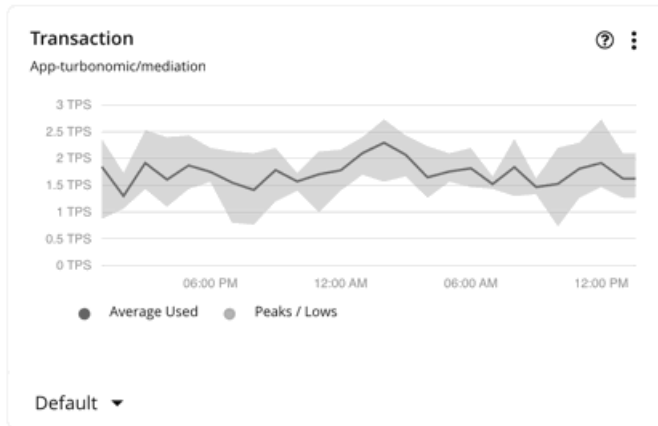 Transaction
App-turbonomic/mediation
3 TPS
2.5 TPS
2 TPS
1.5 TPS
1 TPS
0.5 TPS
0 TPS
06:00 PM 12:00 AM 06:00 AM 12:00 PM
Average Used Peaks / Lows
Default